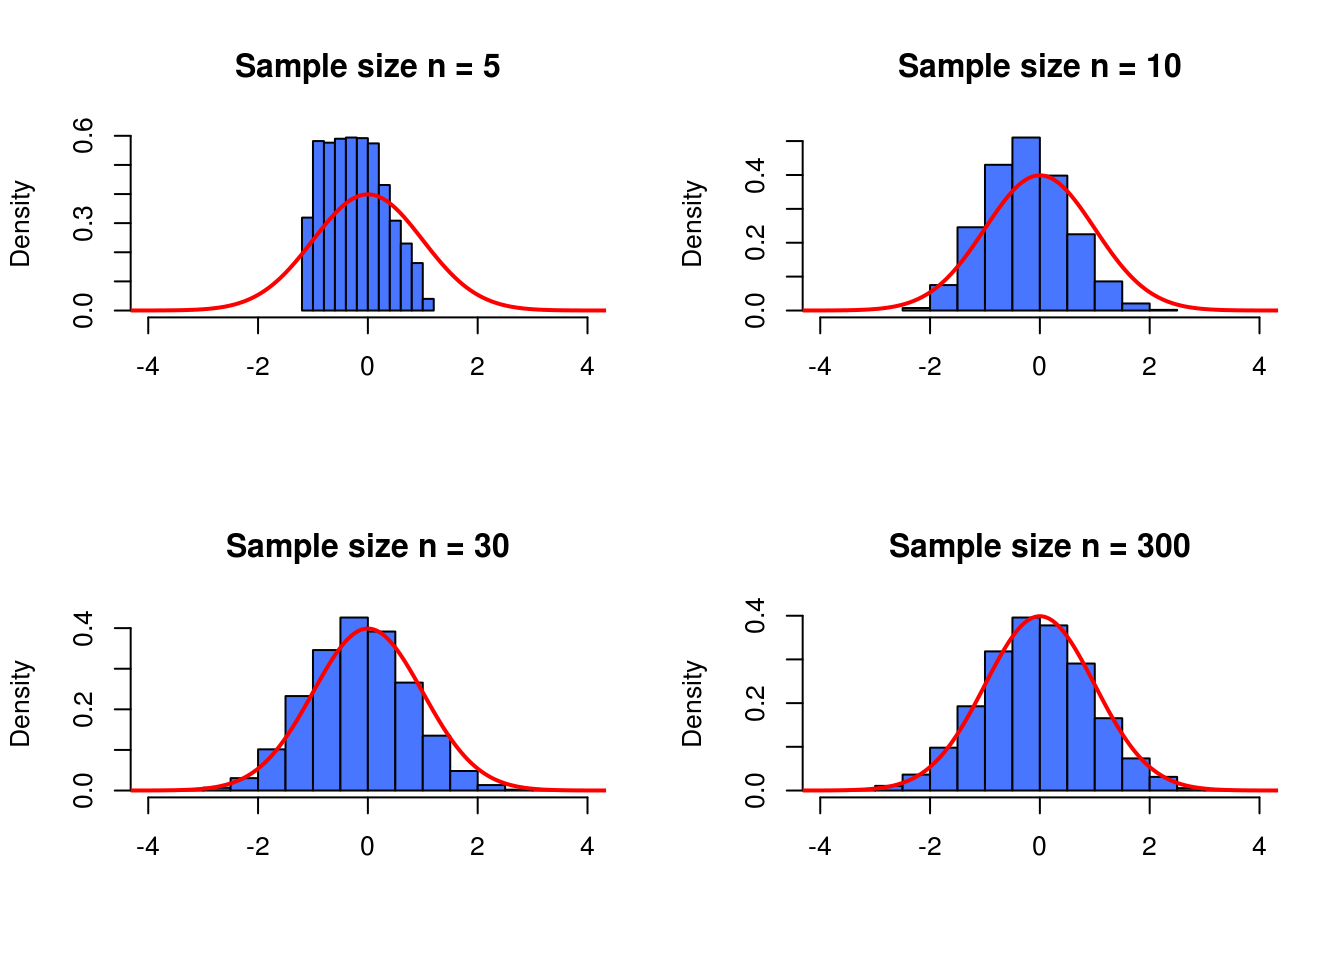 Sample size n = 5
Density
0.0 0.3 0.6
-4 -2 0 2 4
Sample size n = 10
Density
0.0 0.2 0.4
-4 -2 0 2 4
Sample size n = 30
Density
0.0 0.2 0.4
-4 -2 0 2 4
Sample size n = 300
Density
0.0 0.2 0.4
-4 -2 0 2 4